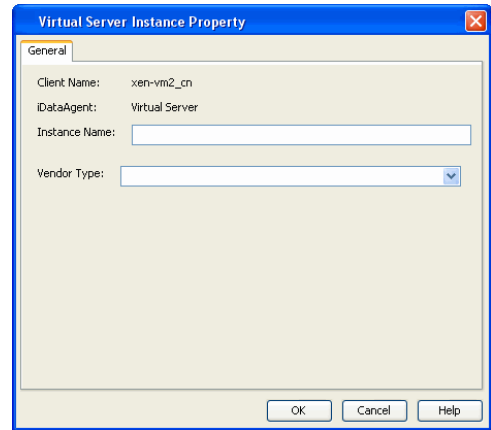 Virtual Server Instance Property
General
Client Name: xen-vm2_cn
iDataAgent: Virtual Server
Instance Name:
Vendor Type:
OK Cancel Help